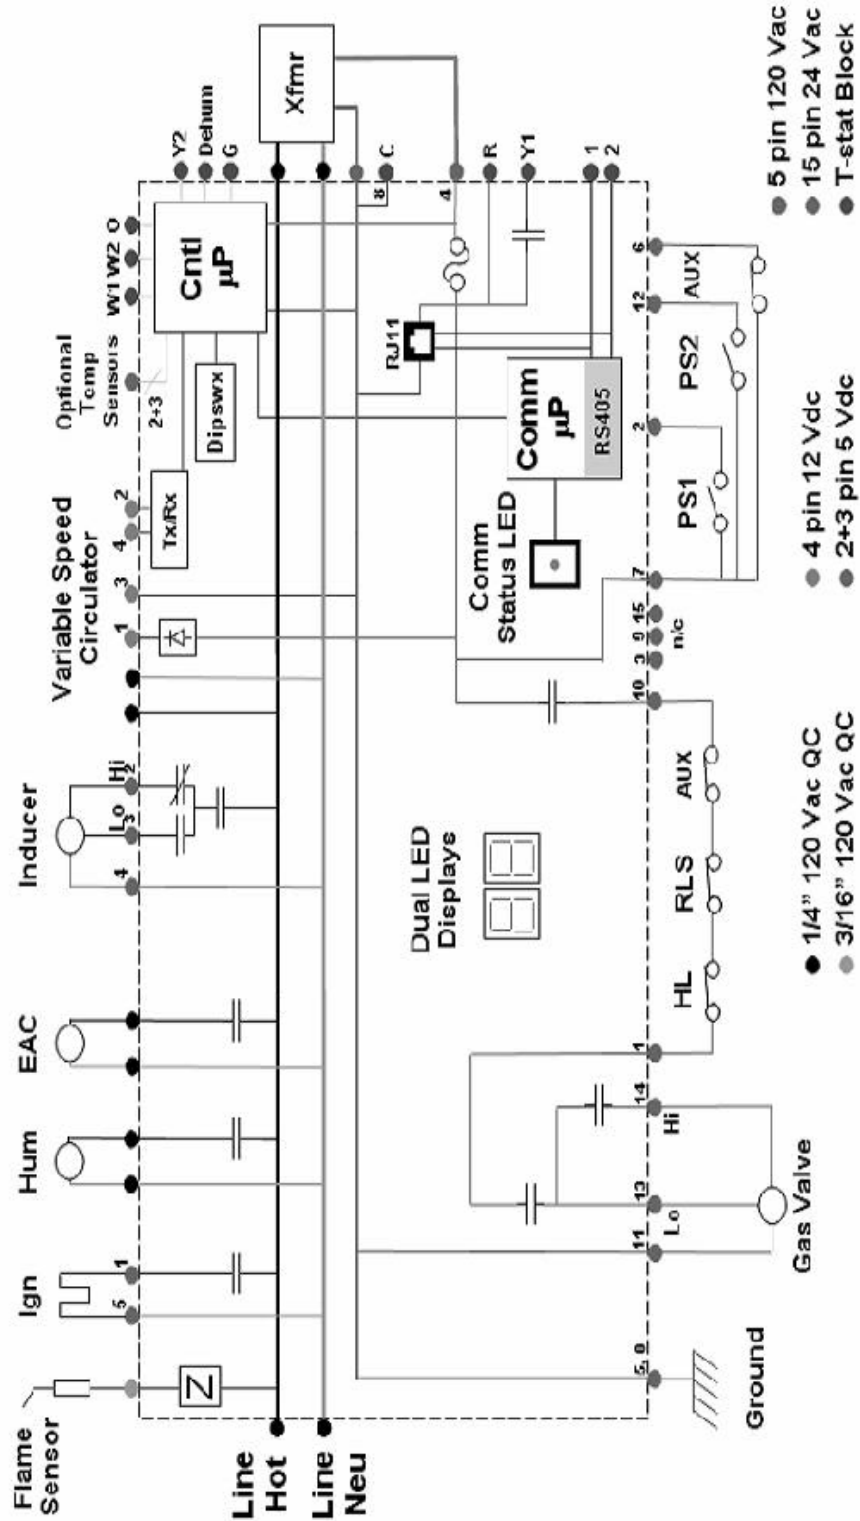 Flame
Sensor
Ign
Hum
EAC
Inducer
Variable Speed
Circulator
Optional
Temp
Sensors
W1 W2 O
5
1
4
Lo
3
Hi
2
1
3
4
2
2+3
Y2
Dehum
G
Z
Tx/Rx
Dipswx
Cntl
µP
Xfmr
Line
Hot
Line
Neu
8
C
4
R
Y1
1
2
RJ11
Comm
µP
RS405
Comm
Status LED
Dual LED
Displays
5, 0
11
13
14
1
10
3
9
15
7
2
12
6
Lo
Hi
n/c
Ground
Gas Valve
HL
RLS
AUX
PS1
PS2
AUX
1/4” 120 Vac QC
3/16” 120 Vac QC
4 pin 12 Vdc
2+3 pin 5 Vdc
5 pin 120 Vac
15 pin 24 Vac
T-stat Block